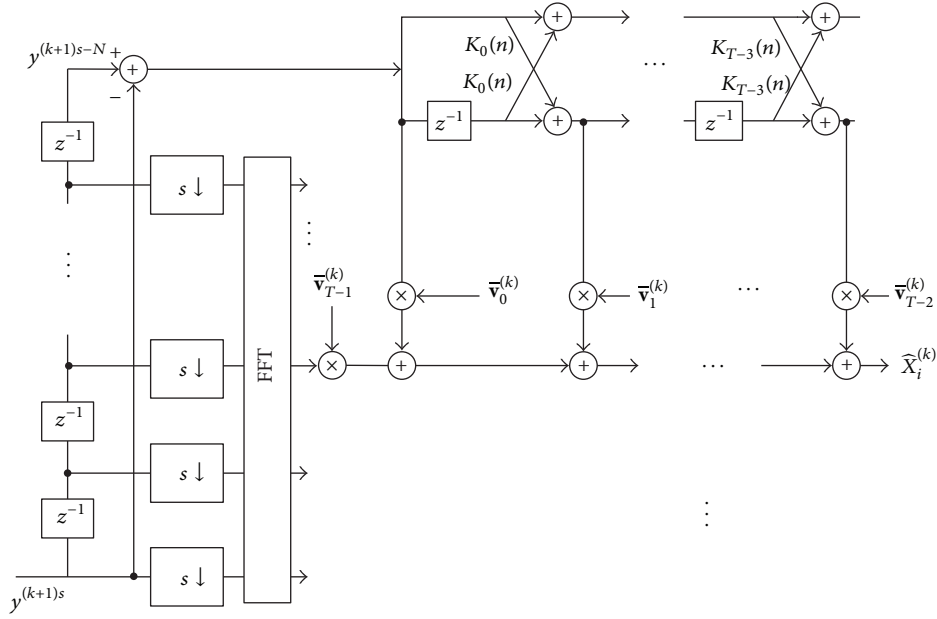 y^{(k+1)s−N} +
−
K_0(n)
K_0(n)
⋯
K_{T−3}(n)
K_{T−3}(n)
+
+
+
+
+
z^{−1}
z^{−1}
z^{−1}
s↓
⋮
⋮
v̅_{T−1}^{(k)}
×
v̅_0^{(k)}
×
v̅_1^{(k)}
⋯
×
v̅_{T−2}^{(k)}
s↓
FFT
×
+
+
⋯
+
X̂_i^{(k)}
z^{−1}
s↓
z^{−1}
⋮
s↓
y^{(k+1)s}